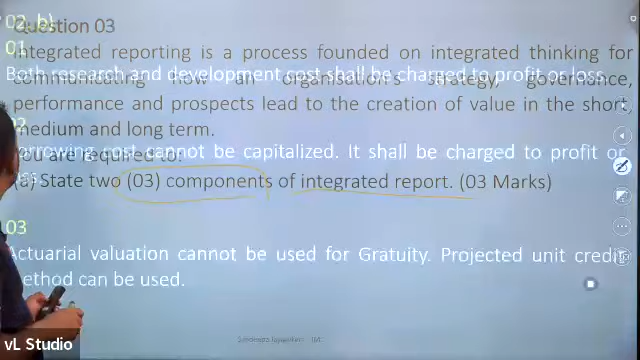 02. b)
Question 03
01
Integrated reporting is a process founded on integrated thinking for
Both research and development cost shall be charged to profit or loss.
communicating how an organisation's strategy, governance,
performance and prospects lead to the creation of value in the short,
medium and long term.
02
Borrowing cost cannot be capitalized. It shall be charged to profit or
You are required to:
loss
(a) State two (03) components of integrated report. (03 Marks)
03
Actuarial valuation cannot be used for Gratuity. Projected unit credit
method can be used.
vL Studio